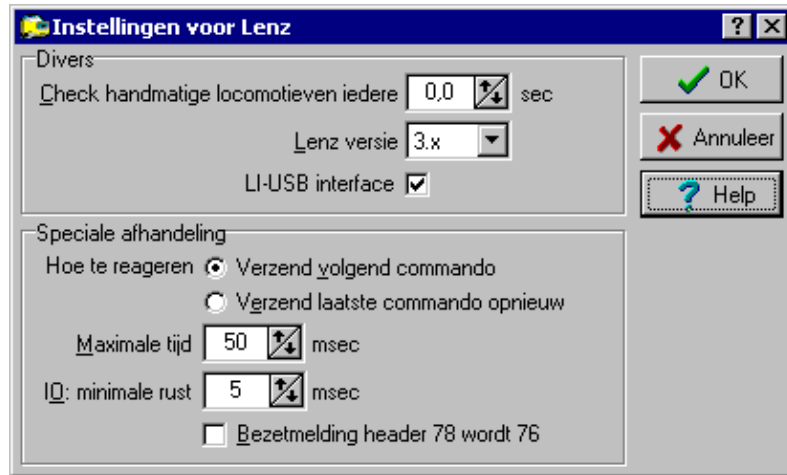 Instellingen voor Lenz
Divers
Check handmatige locomotieven iedere 0,0 sec
Lenz versie 3.x
LI-USB interface
OK
Annuleer
Help
Speciale afhandeling
Hoe te reageren Verzend volgend commando
Verzend laatste commando opnieuw
Maximale tijd 50 msec
IO: minimale rust 5 msec
Bezetmelding header 78 wordt 76